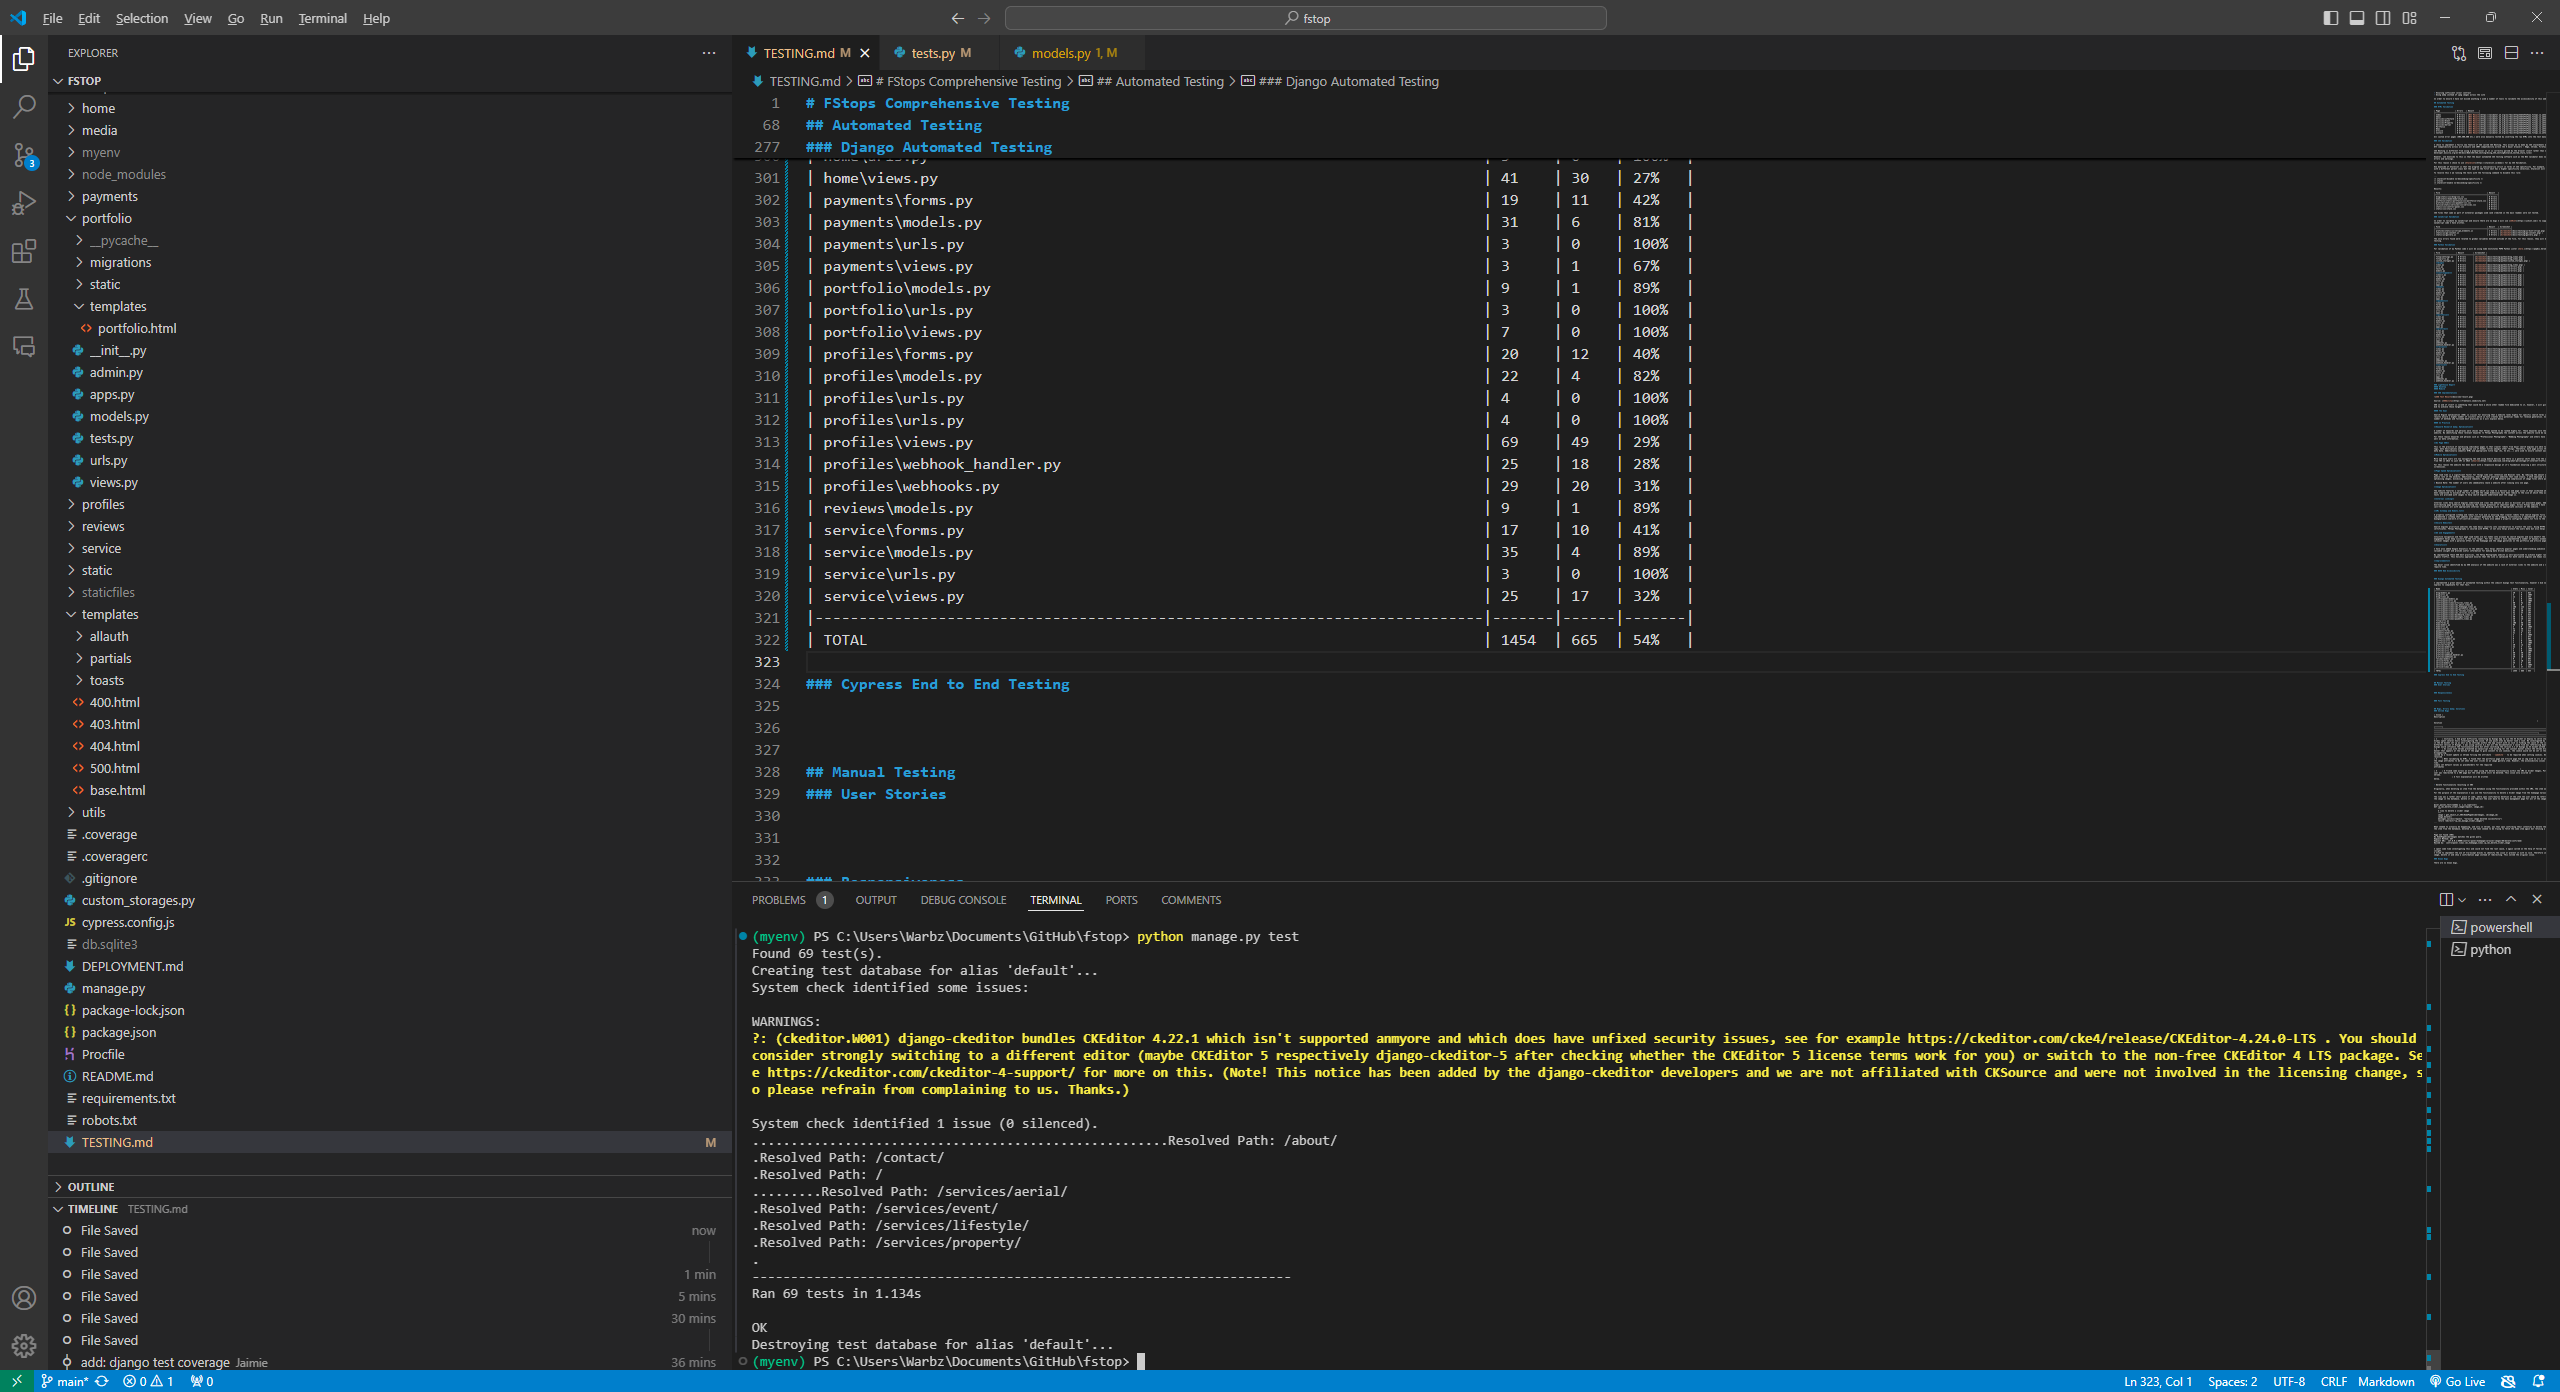 File Edit Selection View Go Run Terminal Help
fstop
EXPLORER
FSTOP
home
media
myenv
node_modules
payments
portfolio
__pycache__
migrations
static
templates
portfolio.html
__init__.py
admin.py
apps.py
models.py
tests.py
urls.py
views.py
profiles
reviews
service
static
staticfiles
templates
allauth
partials
toasts
400.html
403.html
404.html
500.html
base.html
utils
.coverage
.coveragerc
.gitignore
custom_storages.py
JS cypress.config.js
db.sqlite3
DEPLOYMENT.md
manage.py
{} package-lock.json
{} package.json
Procfile
README.md
requirements.txt
robots.txt
TESTING.md M
OUTLINE
TIMELINE TESTING.md
File Saved now
File Saved
File Saved 1 min
File Saved 5 mins
File Saved 30 mins
File Saved
add: django test coverage Jaimie 36 mins
3
TESTING.md M
tests.py M
models.py 1, M
TESTING.md > # FStops Comprehensive Testing > ## Automated Testing > ### Django Automated Testing
1 # FStops Comprehensive Testing
68 ## Automated Testing
277 ### Django Automated Testing
301 | home\views.py | 41 | 30 | 27% |
302 | payments\forms.py | 19 | 11 | 42% |
303 | payments\models.py | 31 | 6 | 81% |
304 | payments\urls.py | 3 | 0 | 100% |
305 | payments\views.py | 3 | 1 | 67% |
306 | portfolio\models.py | 9 | 1 | 89% |
307 | portfolio\urls.py | 3 | 0 | 100% |
308 | portfolio\views.py | 7 | 0 | 100% |
309 | profiles\forms.py | 20 | 12 | 40% |
310 | profiles\models.py | 22 | 4 | 82% |
311 | profiles\urls.py | 4 | 0 | 100% |
312 | profiles\urls.py | 4 | 0 | 100% |
313 | profiles\views.py | 69 | 49 | 29% |
314 | profiles\webhook_handler.py | 25 | 18 | 28% |
315 | profiles\webhooks.py | 29 | 20 | 31% |
316 | reviews\models.py | 9 | 1 | 89% |
317 | service\forms.py | 17 | 10 | 41% |
318 | service\models.py | 35 | 4 | 89% |
319 | service\urls.py | 3 | 0 | 100% |
320 | service\views.py | 25 | 17 | 32% |
321 |----------------------------------------------------------------------------|-------|------|-------|
322 | TOTAL | 1454 | 665 | 54% |
323
324 ### Cypress End to End Testing
325
326
327
328 ## Manual Testing
329 ### User Stories
330
331
332
333 ### Responsiveness
PROBLEMS 1 OUTPUT DEBUG CONSOLE TERMINAL PORTS COMMENTS
powershell
python
(myenv) PS C:\Users\Warbz\Documents\GitHub\fstop> python manage.py test
Found 69 test(s).
Creating test database for alias 'default'...
System check identified some issues:
WARNINGS:
?: (ckeditor.W001) django-ckeditor bundles CKEditor 4.22.1 which isn't supported anmyore and which does have unfixed security issues, see for example https://ckeditor.com/cke4/release/CKEditor-4.24.0-LTS . You should
consider strongly switching to a different editor (maybe CKEditor 5 respectively django-ckeditor-5 after checking whether the CKEditor 5 license terms work for you) or switch to the non-free CKEditor 4 LTS package. Se
e https://ckeditor.com/ckeditor-4-support/ for more on this. (Note! This notice has been added by the django-ckeditor developers and we are not affiliated with CKSource and were not involved in the licensing change, s
o please refrain from complaining to us. Thanks.)
System check identified 1 issue (0 silenced).
......................................................Resolved Path: /about/
.Resolved Path: /contact/
.Resolved Path: /
.........Resolved Path: /services/aerial/
.Resolved Path: /services/event/
.Resolved Path: /services/lifestyle/
.Resolved Path: /services/property/
.
----------------------------------------------------------------------
Ran 69 tests in 1.134s
OK
Destroying test database for alias 'default'...
(myenv) PS C:\Users\Warbz\Documents\GitHub\fstop>
main* 0 1 0
Ln 323, Col 1 Spaces: 2 UTF-8 CRLF Markdown Go Live